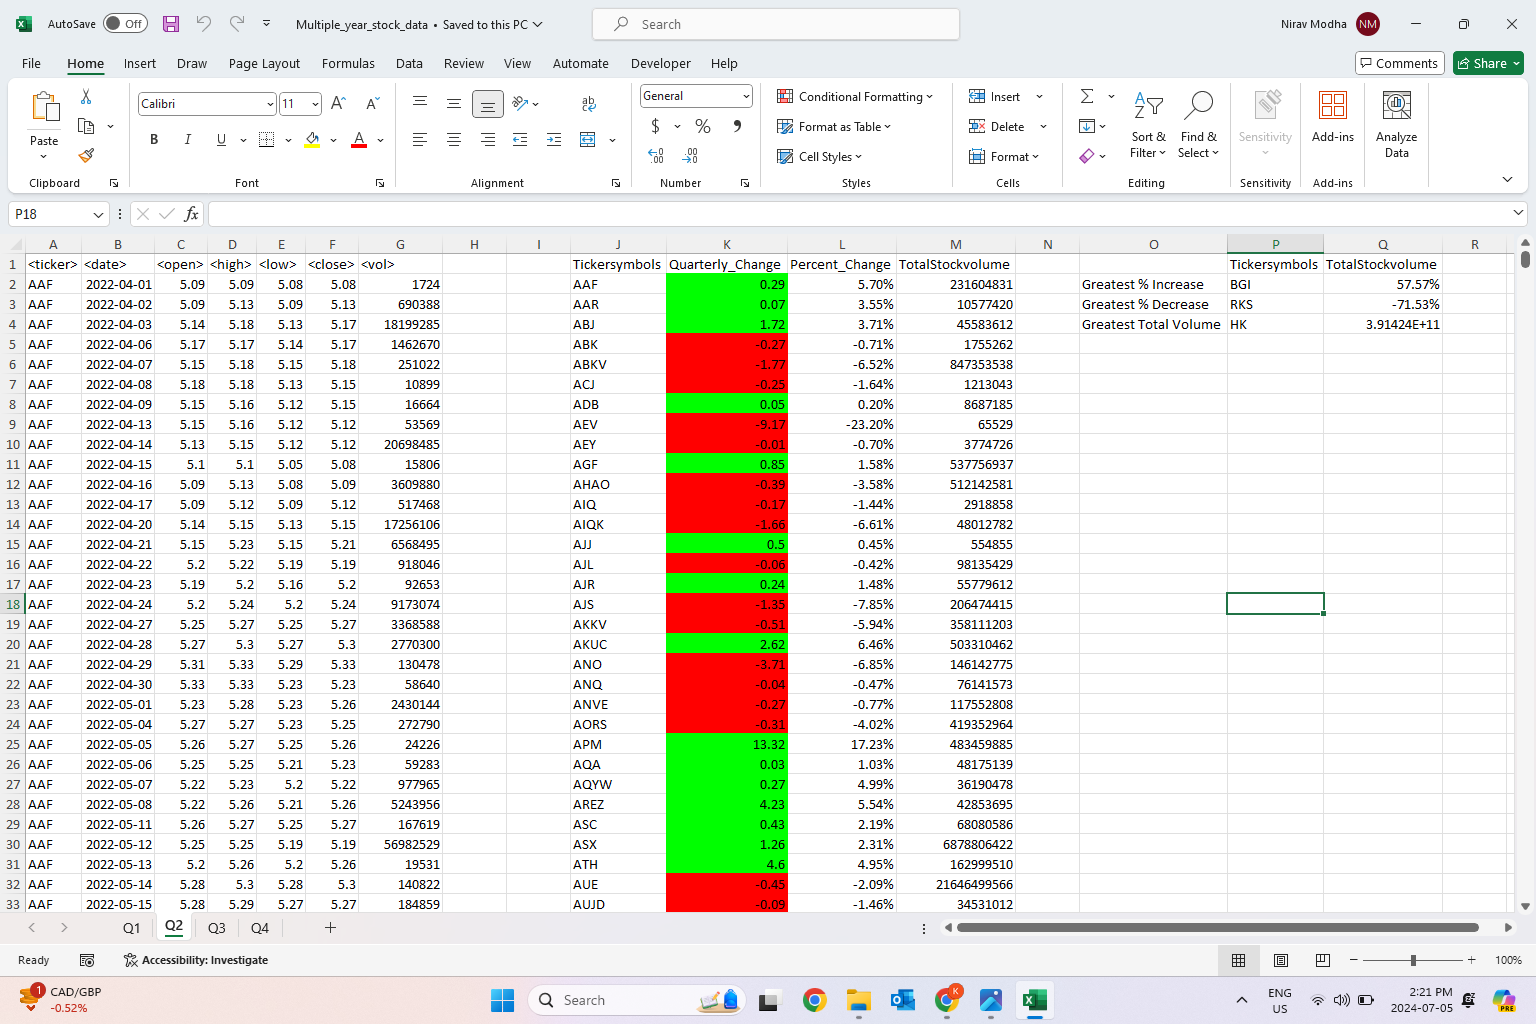 AutoSave Off Multiple_year_stock_data • Saved to this PC Search Nirav Modha NM
File Home Insert Draw Page Layout Formulas Data Review View Automate Developer Help Comments Share
Paste Calibri 11 General Conditional Formatting Insert Sort & Filter Find & Select Sensitivity Add-ins Analyze Data
B I U A $ % Format as Table Delete
Cell Styles Format
Clipboard Font Alignment Number Styles Cells Editing Sensitivity Add-ins
P18 fx
A B C D E F G H I J K L M N O P Q R
1 <ticker> <date> <open> <high> <low> <close> <vol> Tickersymbols Quarterly_Change Percent_Change TotalStockvolume Tickersymbols TotalStockvolume
2 AAF 2022-04-01 5.09 5.09 5.08 5.08 1724 AAF 0.29 5.70% 231604831 Greatest % Increase BGI 57.57%
3 AAF 2022-04-02 5.09 5.13 5.09 5.13 690388 AAR 0.07 3.55% 10577420 Greatest % Decrease RKS -71.53%
4 AAF 2022-04-03 5.14 5.18 5.13 5.17 18199285 ABJ 1.72 3.71% 45583612 Greatest Total Volume HK 3.91424E+11
5 AAF 2022-04-06 5.17 5.17 5.14 5.17 1462670 ABK -0.27 -0.71% 1755262
6 AAF 2022-04-07 5.15 5.18 5.15 5.18 251022 ABKV -1.77 -6.52% 847353538
7 AAF 2022-04-08 5.18 5.18 5.13 5.15 10899 ACJ -0.25 -1.64% 1213043
8 AAF 2022-04-09 5.15 5.16 5.12 5.15 16664 ADB 0.05 0.20% 8687185
9 AAF 2022-04-13 5.15 5.16 5.12 5.12 53569 AEV -9.17 -23.20% 65529
10 AAF 2022-04-14 5.13 5.15 5.12 5.12 20698485 AEY -0.01 -0.70% 3774726
11 AAF 2022-04-15 5.1 5.1 5.05 5.08 15806 AGF 0.85 1.58% 537756937
12 AAF 2022-04-16 5.09 5.13 5.08 5.09 3609880 AHAO -0.39 -3.58% 512142581
13 AAF 2022-04-17 5.09 5.12 5.09 5.12 517468 AIQ -0.17 -1.44% 2918858
14 AAF 2022-04-20 5.14 5.15 5.13 5.15 17256106 AIQK -1.66 -6.61% 48012782
15 AAF 2022-04-21 5.15 5.23 5.15 5.21 6568495 AJJ 0.5 0.45% 554855
16 AAF 2022-04-22 5.2 5.22 5.19 5.19 918046 AJL -0.06 -0.42% 98135429
17 AAF 2022-04-23 5.19 5.2 5.16 5.2 92653 AJR 0.24 1.48% 55779612
18 AAF 2022-04-24 5.2 5.24 5.2 5.24 9173074 AJS -1.35 -7.85% 206474415
19 AAF 2022-04-27 5.25 5.27 5.25 5.27 3368588 AKKV -0.51 -5.94% 358111203
20 AAF 2022-04-28 5.27 5.3 5.27 5.3 2770300 AKUC 2.62 6.46% 503310462
21 AAF 2022-04-29 5.31 5.33 5.29 5.33 130478 ANO -3.71 -6.85% 146142775
22 AAF 2022-04-30 5.33 5.33 5.23 5.23 58640 ANQ -0.04 -0.47% 76141573
23 AAF 2022-05-01 5.23 5.28 5.23 5.26 2430144 ANVE -0.27 -0.77% 117552808
24 AAF 2022-05-04 5.27 5.27 5.23 5.25 272790 AORS -0.31 -4.02% 419352964
25 AAF 2022-05-05 5.26 5.27 5.25 5.26 24226 APM 13.32 17.23% 483459885
26 AAF 2022-05-06 5.25 5.25 5.21 5.23 59283 AQA 0.03 1.03% 48175139
27 AAF 2022-05-07 5.22 5.23 5.2 5.22 977965 AQYW 0.27 4.99% 36190478
28 AAF 2022-05-08 5.22 5.26 5.21 5.26 5243956 AREZ 4.23 5.54% 42853695
29 AAF 2022-05-11 5.26 5.27 5.25 5.27 167619 ASC 0.43 2.19% 68080586
30 AAF 2022-05-12 5.25 5.25 5.19 5.19 56982529 ASX 1.26 2.31% 6878806422
31 AAF 2022-05-13 5.2 5.26 5.2 5.26 19531 ATH 4.6 4.95% 162999510
32 AAF 2022-05-14 5.28 5.3 5.28 5.3 140822 AUE -0.45 -2.09% 21646499566
33 AAF 2022-05-15 5.28 5.29 5.27 5.27 184859 AUJD -0.09 -1.46% 34531012
Q1 Q2 Q3 Q4
Ready Accessibility: Investigate 100%
1 CAD/GBP -0.52% Search K ENG US 2:21 PM 2024-07-05 PRE